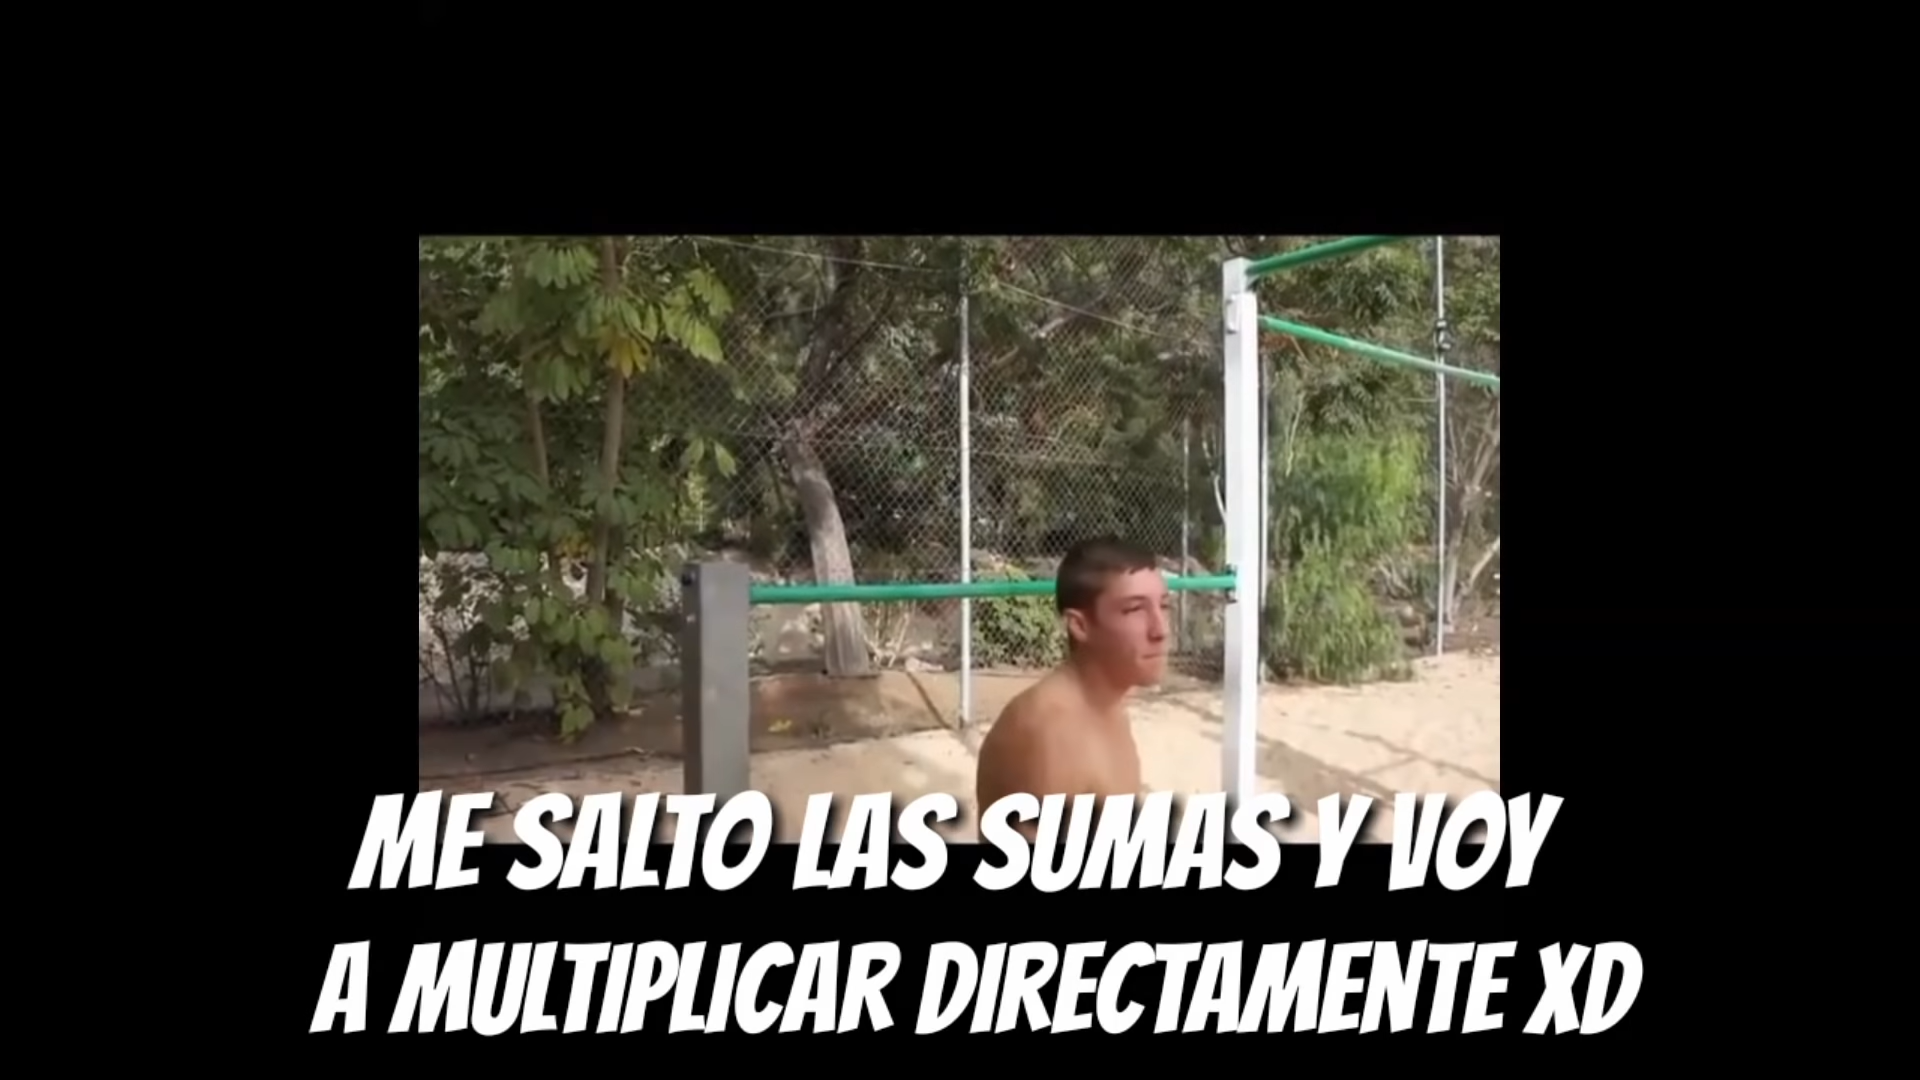 ME SALTO LAS SUMAS Y VOY
A MULTIPLICAR DIRECTAMENTE XD